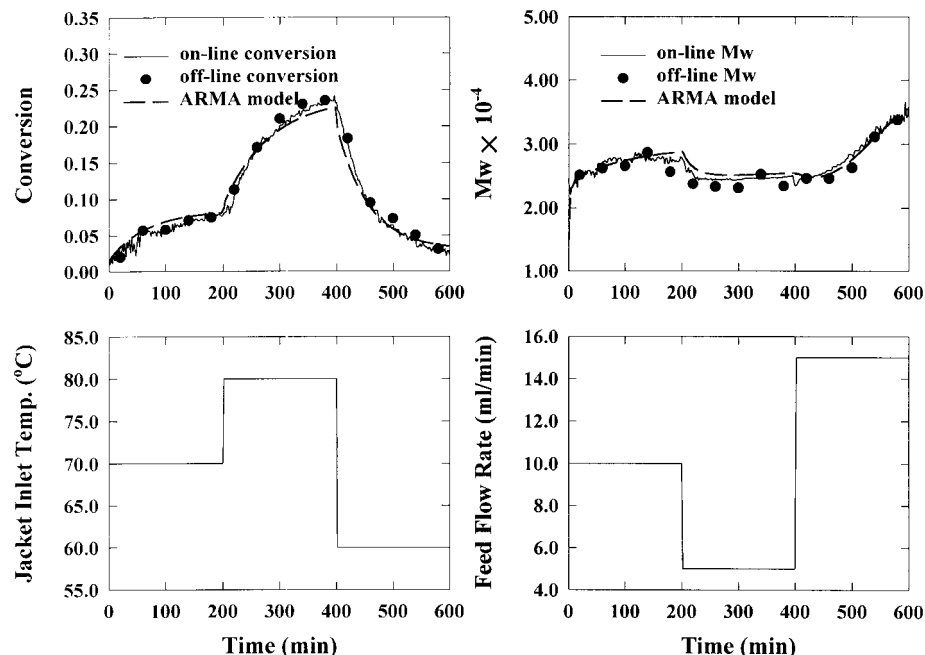 0.35
0.30
0.25
0.20
0.15
0.10
0.05
0.00
Conversion
on-line conversion
off-line conversion
ARMA model
0 100 200 300 400 500 600
5.00
4.00
3.00
2.00
1.00
Mw × 10⁻⁴
on-line Mw
off-line Mw
ARMA model
0 100 200 300 400 500 600
85.0
80.0
75.0
70.0
65.0
60.0
55.0
Jacket Inlet Temp. (°C)
0 100 200 300 400 500 600
Time (min)
16.0
14.0
12.0
10.0
8.0
6.0
4.0
Feed Flow Rate (ml/min)
0 100 200 300 400 500 600
Time (min)